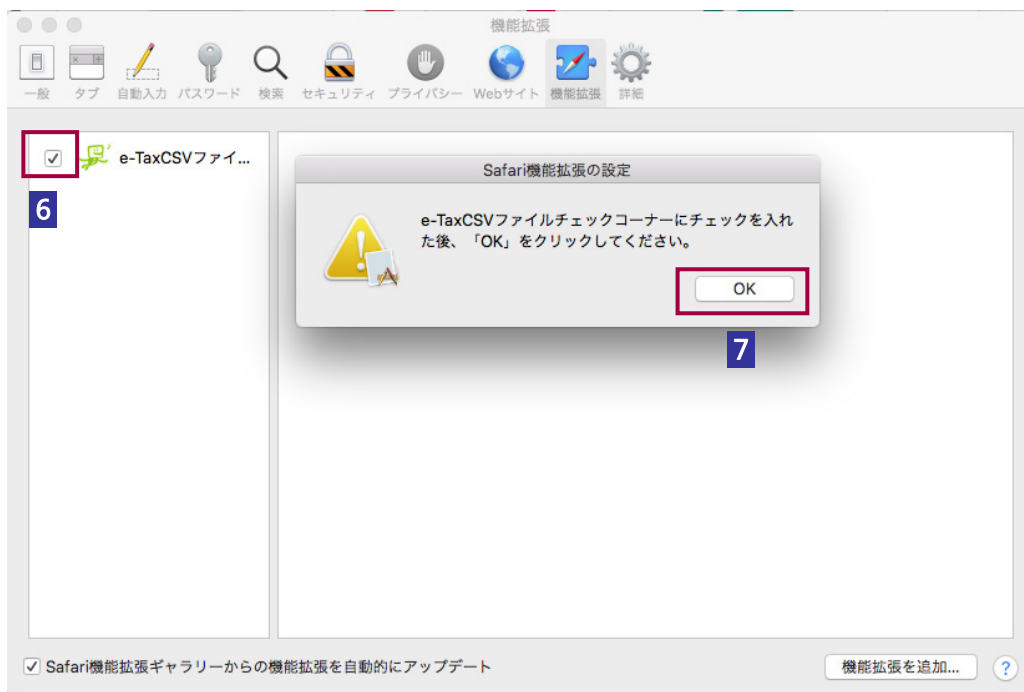 機能拡張
一般 タブ 自動入力 パスワード 検索 セキュリティ プライバシー Webサイト 機能拡張 詳細
e-TaxCSVファイ...
6
Safari機能拡張の設定
e-TaxCSVファイルチェックコーナーにチェックを入れ
た後、「OK」をクリックしてください。
OK
7
Safari機能拡張ギャラリーからの機能拡張を自動的にアップデート
機能拡張を追加...
?